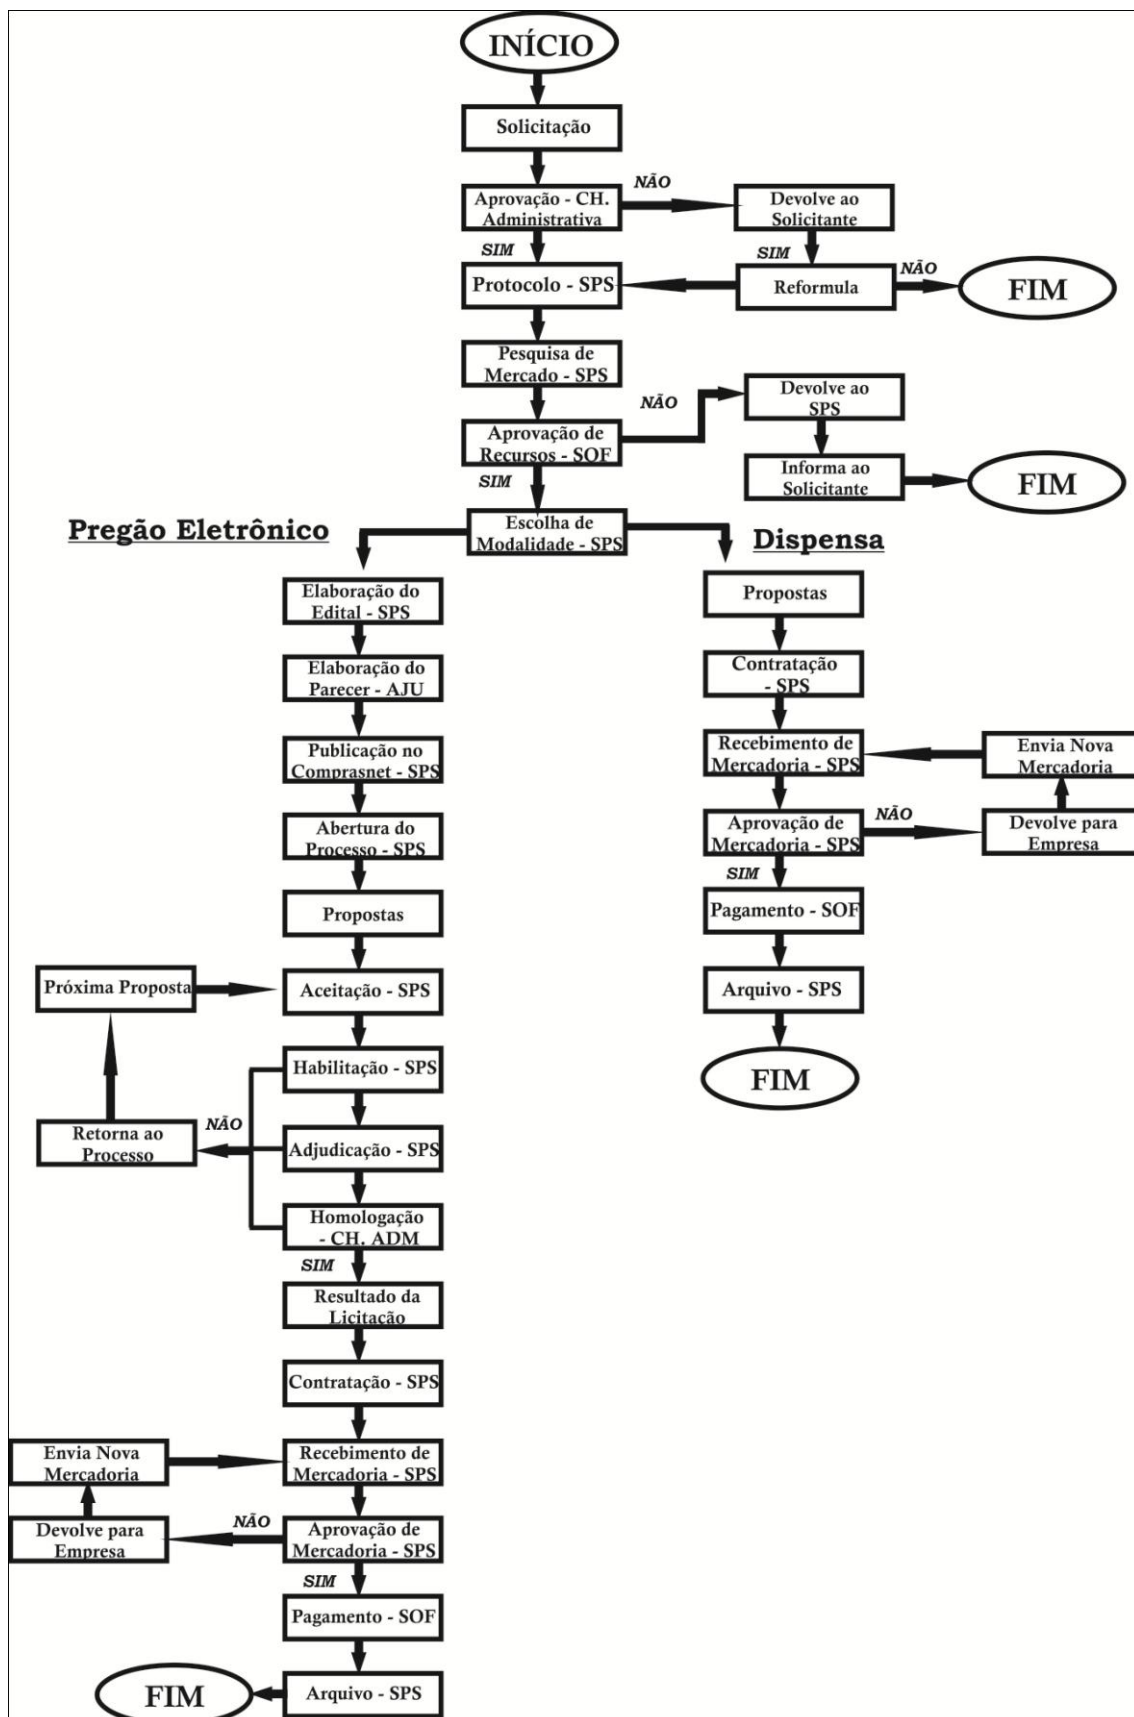 INÍCIO
Solicitação
Aprovação - CH.
Administrativa
NÃO
Devolve ao
Solicitante
SIM
SIM
Protocolo - SPS
Reformula
NÃO
FIM
Pesquisa de
Mercado - SPS
Aprovação de
Recursos - SOF
NÃO
Devolve ao
SPS
Informa ao
Solicitante
FIM
SIM
Escolha de
Modalidade - SPS
Pregão Eletrônico
Elaboração do
Edital - SPS
Elaboração do
Parecer - AJU
Publicação no
Comprasnet - SPS
Abertura do
Processo - SPS
Propostas
Próxima Proposta
Aceitação - SPS
Habilitação - SPS
NÃO
Retorna ao
Processo
Adjudicação - SPS
Homologação
- CH. ADM
SIM
Resultado da
Licitação
Contratação - SPS
Envia Nova
Mercadoria
Recebimento de
Mercadoria - SPS
Devolve para
Empresa
NÃO
Aprovação de
Mercadoria - SPS
SIM
Pagamento - SOF
FIM
Arquivo - SPS
Dispensa
Propostas
Contratação
- SPS
Recebimento de
Mercadoria - SPS
Envia Nova
Mercadoria
Aprovação de
Mercadoria - SPS
NÃO
Devolve para
Empresa
SIM
Pagamento - SOF
Arquivo - SPS
FIM